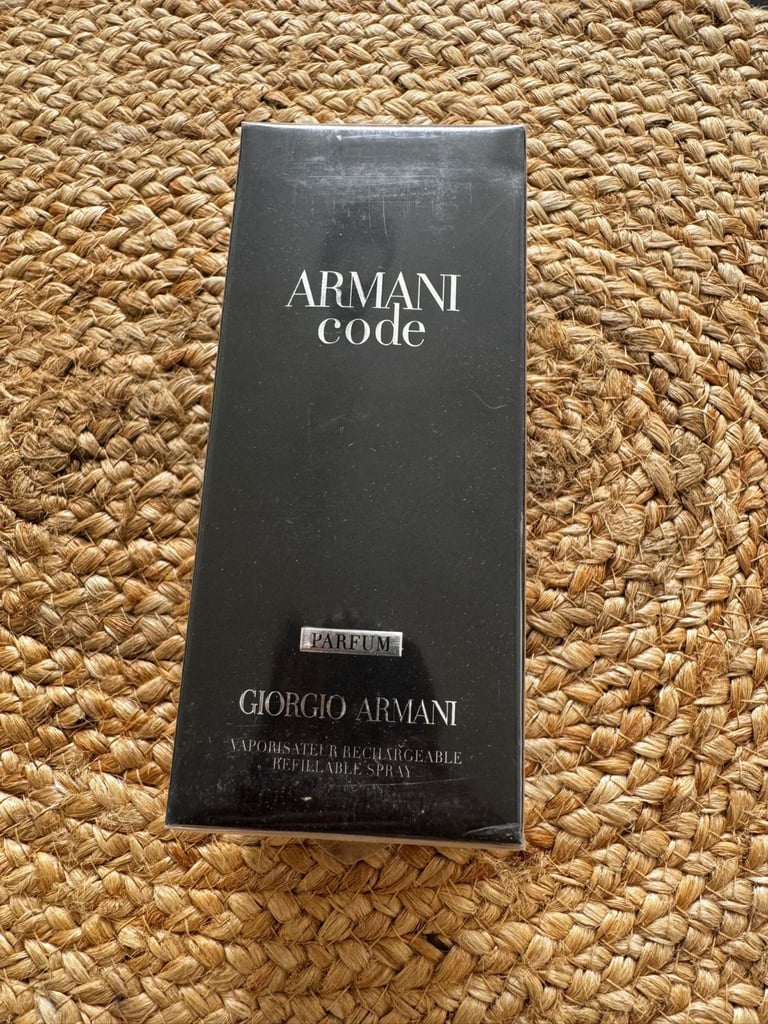 ARMANI
code
PARFUM
GIORGIO ARMANI
VAPORISATEUR RECHARGEABLE
REFILLABLE SPRAY